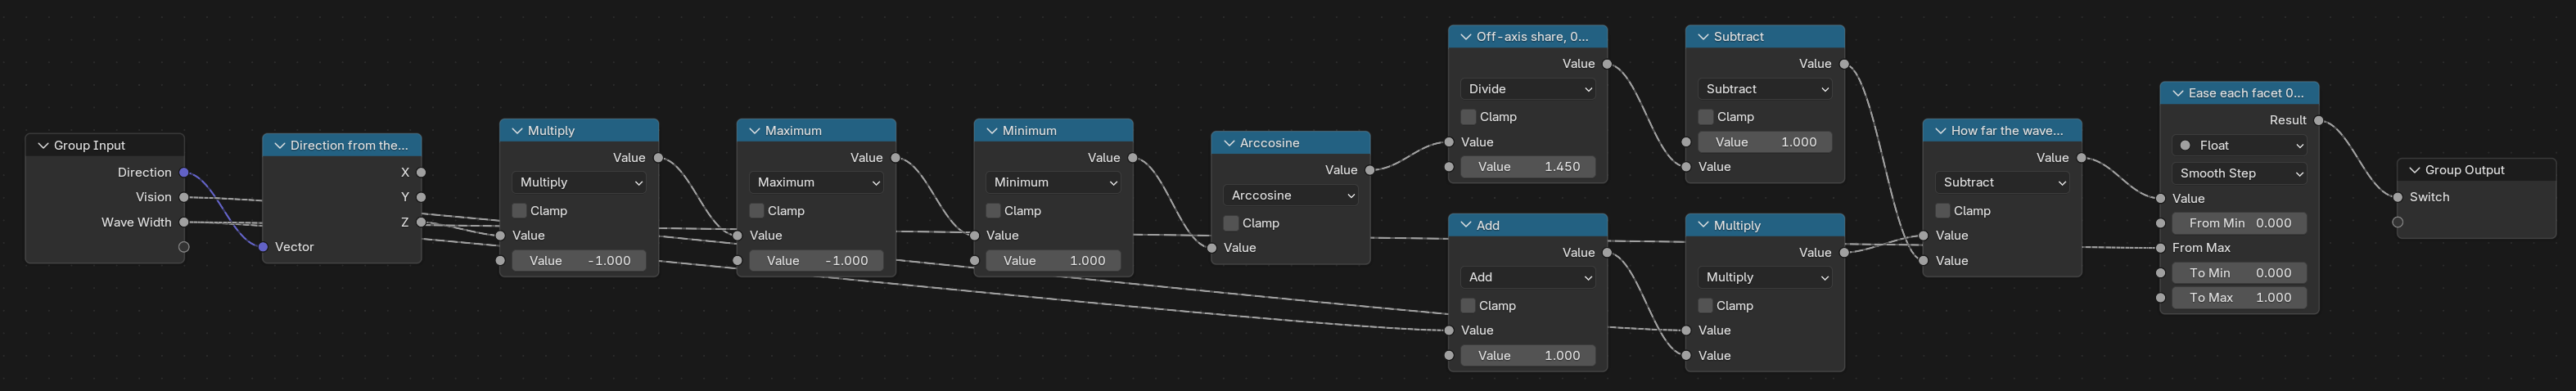 Group Input
Direction
Vision
Wave Width
Direction from the...
X
Y
Z
Vector
Multiply
Value
Multiply
Clamp
Value
Value -1.000
Maximum
Value
Maximum
Clamp
Value
Value -1.000
Minimum
Value
Minimum
Clamp
Value
Value 1.000
Arccosine
Value
Arccosine
Clamp
Value
Off-axis share, 0...
Value
Divide
Clamp
Value
Value 1.450
Add
Value
Add
Clamp
Value
Value 1.000
Subtract
Value
Subtract
Clamp
Value 1.000
Value
Multiply
Value
Multiply
Clamp
Value
Value
How far the wave...
Value
Subtract
Clamp
Value
Value
Ease each facet 0...
Result
Float
Smooth Step
Value
From Min 0.000
From Max
To Min 0.000
To Max 1.000
Group Output
Switch